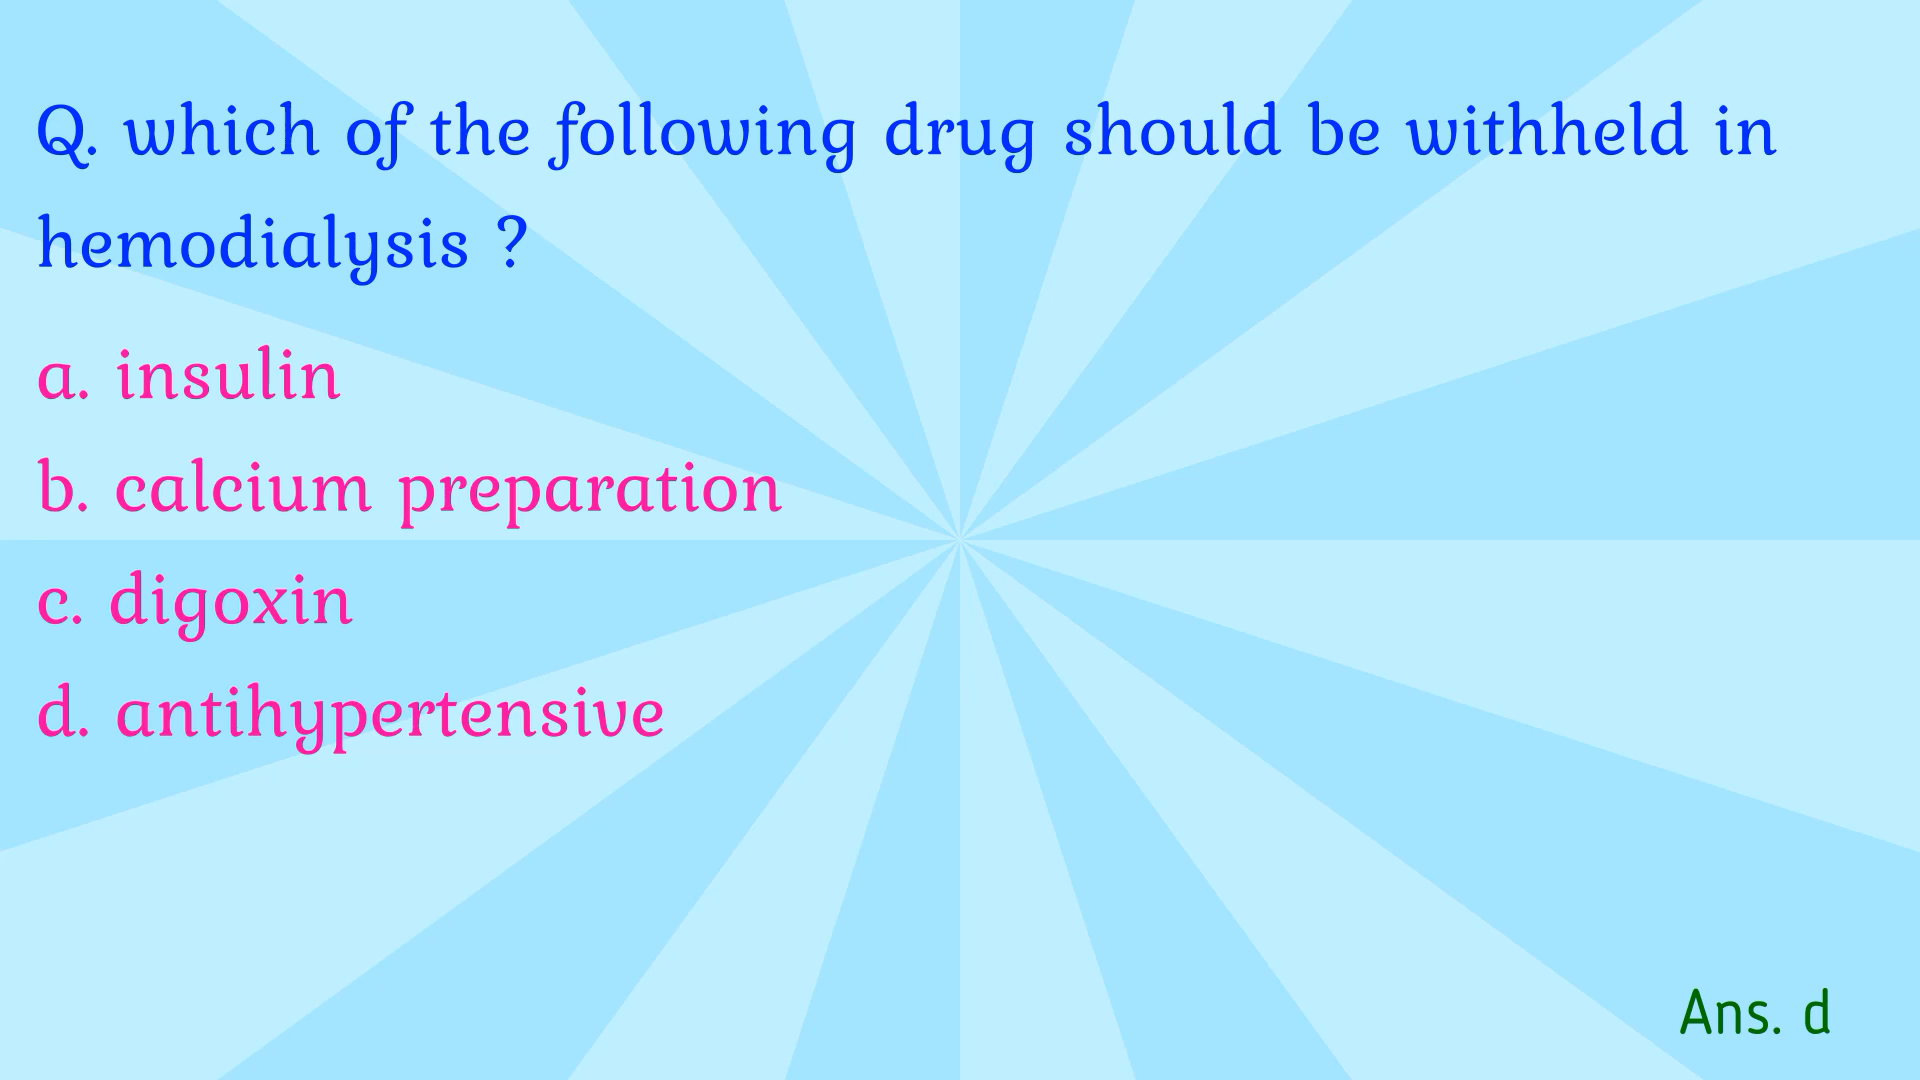 Q. which of the following drug should be withheld in
hemodialysis ?
a. insulin
b. calcium preparation
c. digoxin
d. antihypertensive
Ans. d